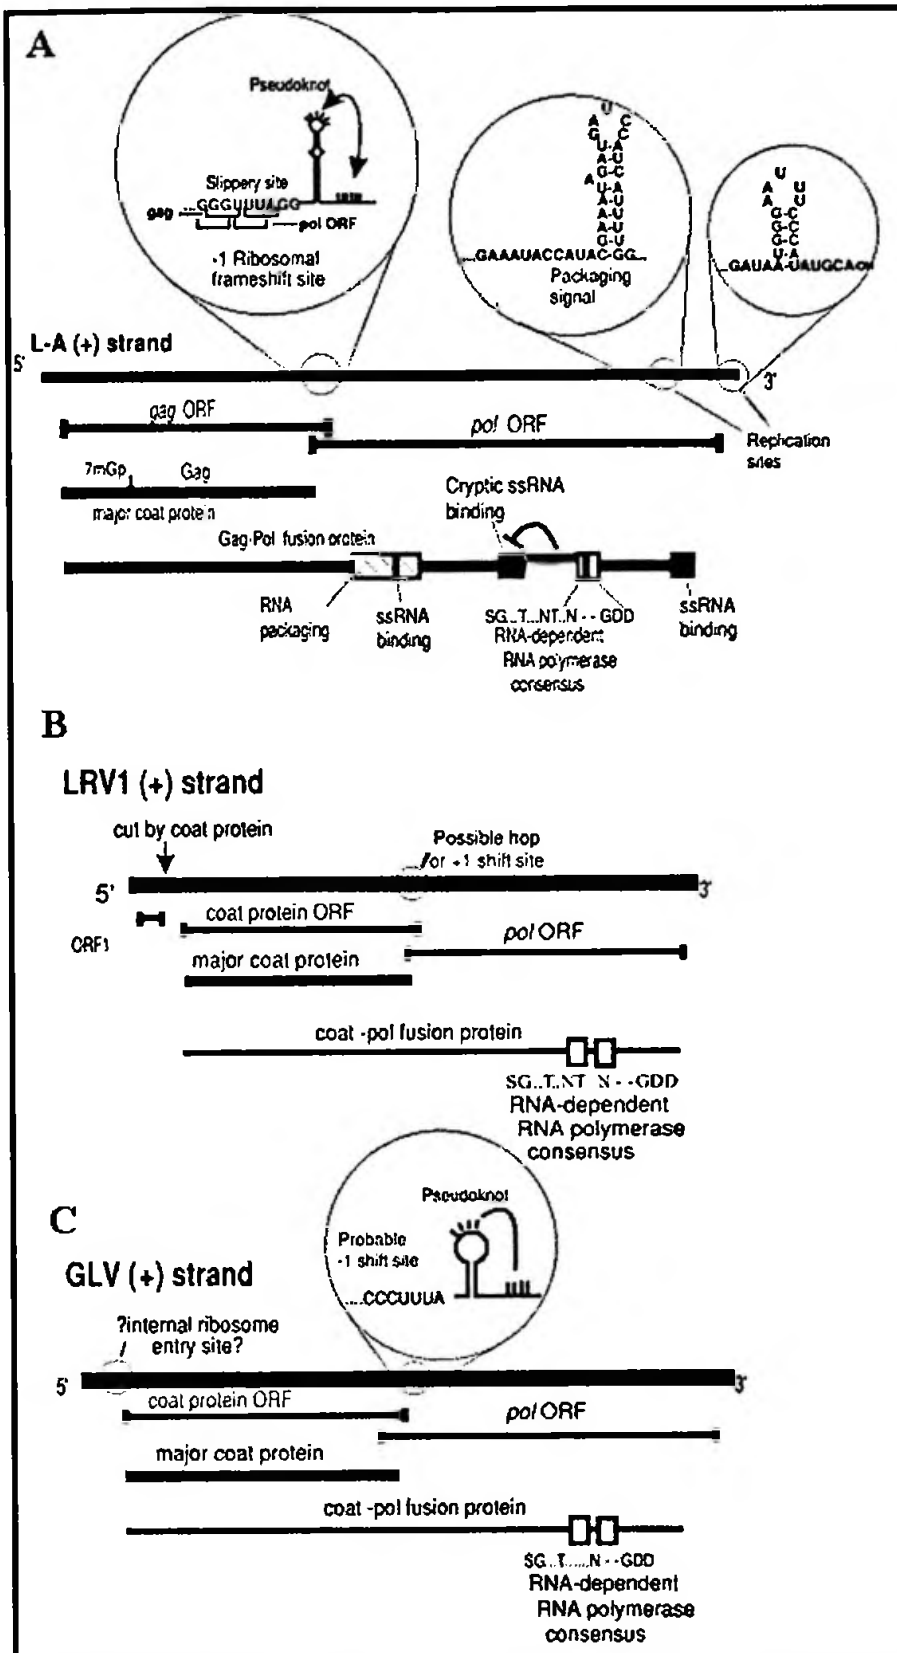 A
Pseudoknot
Slippery site
...GGGUUUAGG
gag
pol ORF
-1 Ribosomal
frameshift site
U
A C
G C
U A
A U
G C
A U A
A U
A U
G U
...GAAAUACCAUAC-GG...
Packaging
signal
U
A U
A U
G C
G C
G C
U A
...GAUAA-UAUGCAOH
L-A (+) strand
5'
3'
gag ORF
pol ORF
Replication
sites
7mGp
Gag
major coat protein
Cryptic ssRNA
binding
Gag-Pol fusion protein
RNA
packaging
ssRNA
binding
SG...T...NT..N - - GDD
RNA-dependent
RNA polymerase
consensus
ssRNA
binding
B
LRV1 (+) strand
cut by coat protein
Possible hop
or +1 shift site
5'
3'
ORF1
coat protein ORF
pol ORF
major coat protein
coat -pol fusion protein
SG..T..NT N - - GDD
RNA-dependent
RNA polymerase
consensus
C
Pseudoknot
Probable
-1 shift site
....CCCUUUA
GLV (+) strand
?internal ribosome
entry site?
5'
3'
coat protein ORF
pol ORF
major coat protein
coat -pol fusion protein
SG...T......N - - GDD
RNA-dependent
RNA polymerase
consensus